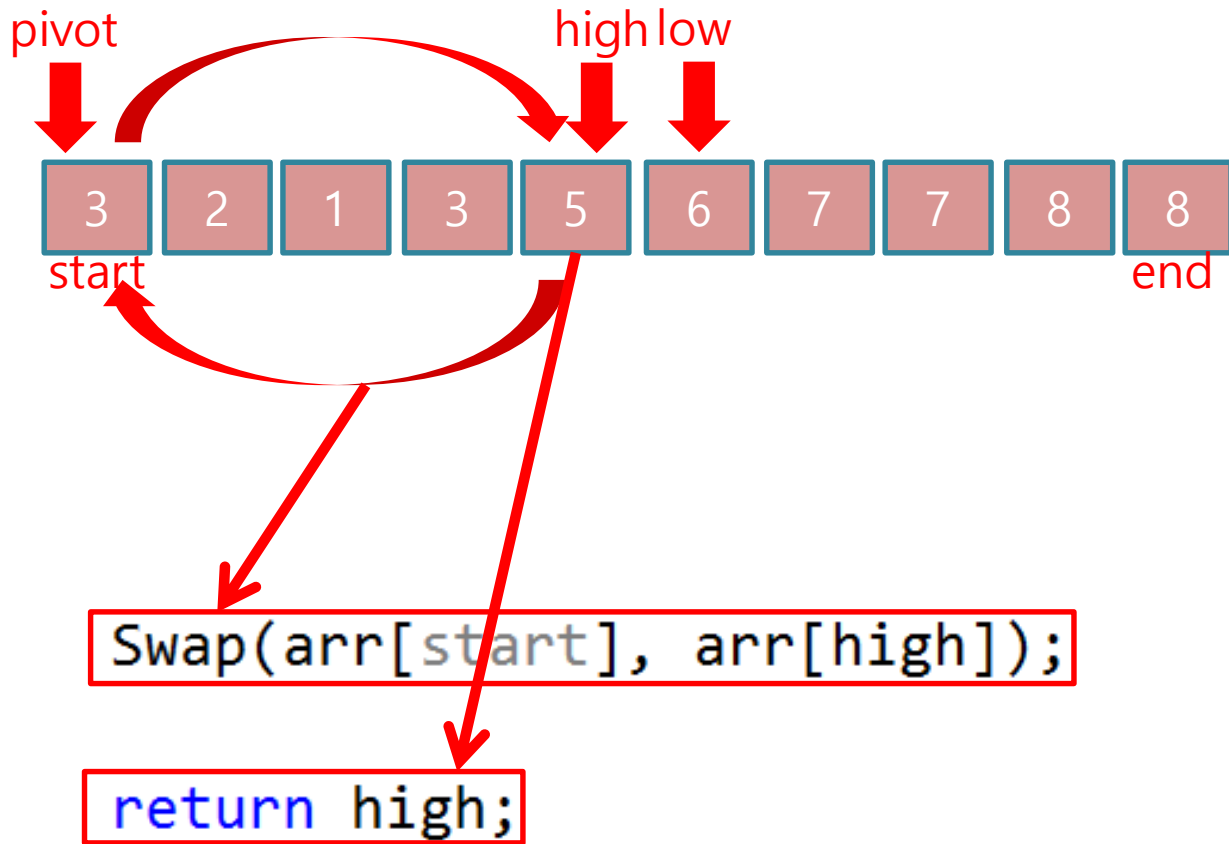 pivot high low
3 2 1 3 5 6 7 7 8 8
start end
Swap(arr[start], arr[high]);
return high;